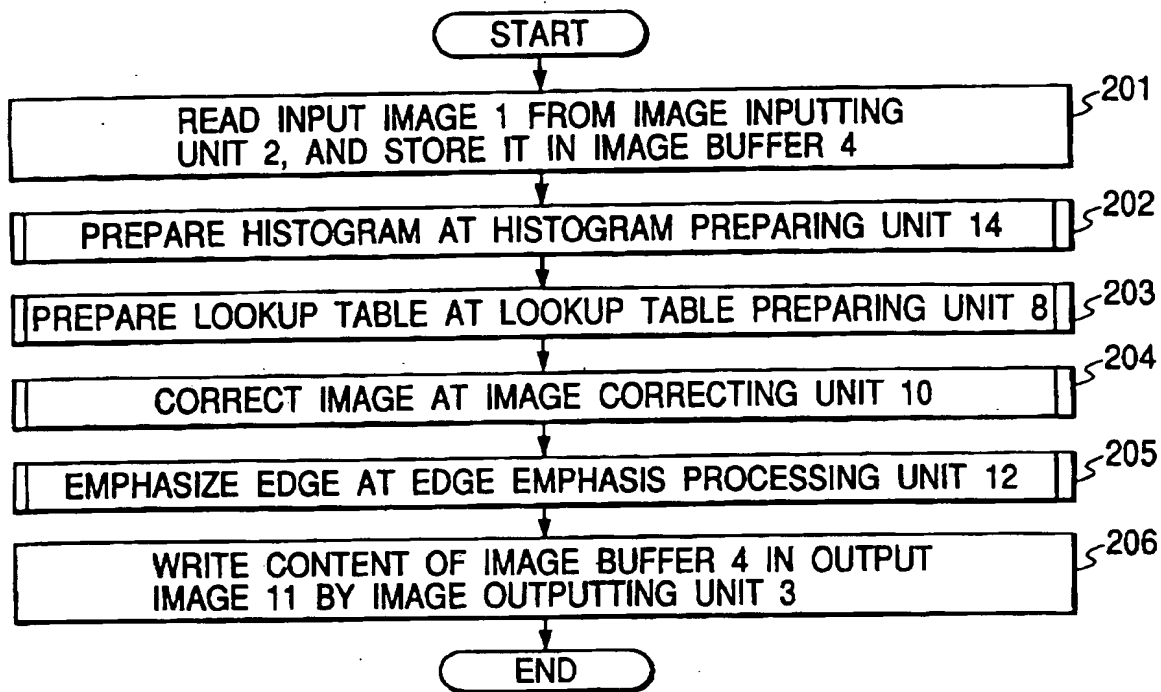 START
201
READ INPUT IMAGE 1 FROM IMAGE INPUTTING
UNIT 2, AND STORE IT IN IMAGE BUFFER 4
202
PREPARE HISTOGRAM AT HISTOGRAM PREPARING UNIT 14
203
PREPARE LOOKUP TABLE AT LOOKUP TABLE PREPARING UNIT 8
204
CORRECT IMAGE AT IMAGE CORRECTING UNIT 10
205
EMPHASIZE EDGE AT EDGE EMPHASIS PROCESSING UNIT 12
206
WRITE CONTENT OF IMAGE BUFFER 4 IN OUTPUT
IMAGE 11 BY IMAGE OUTPUTTING UNIT 3
END